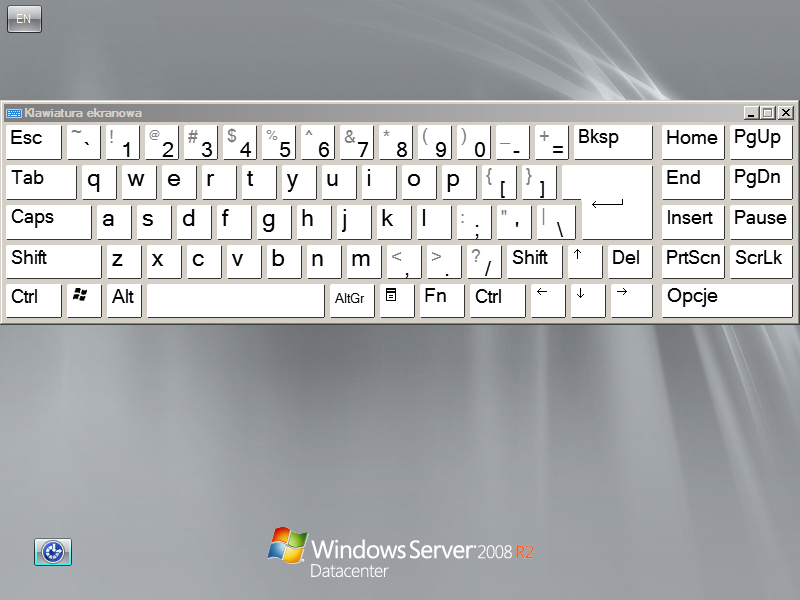 EN
Klawiatura ekranowa
Esc ~ ` ! 1 @ 2 # 3 $ 4 % 5 ^ 6 & 7 * 8 ( 9 ) 0 _ - + = Bksp Home PgUp
Tab q w e r t y u i o p { [ } ] End PgDn
Caps a s d f g h j k l : ; " ' | \ Insert Pause
Shift z x c v b n m < , > . ? / Shift ↑ Del PrtScn ScrLk
Ctrl Alt AltGr Fn Ctrl ← ↓ → Opcje
Windows Server 2008 R2
Datacenter